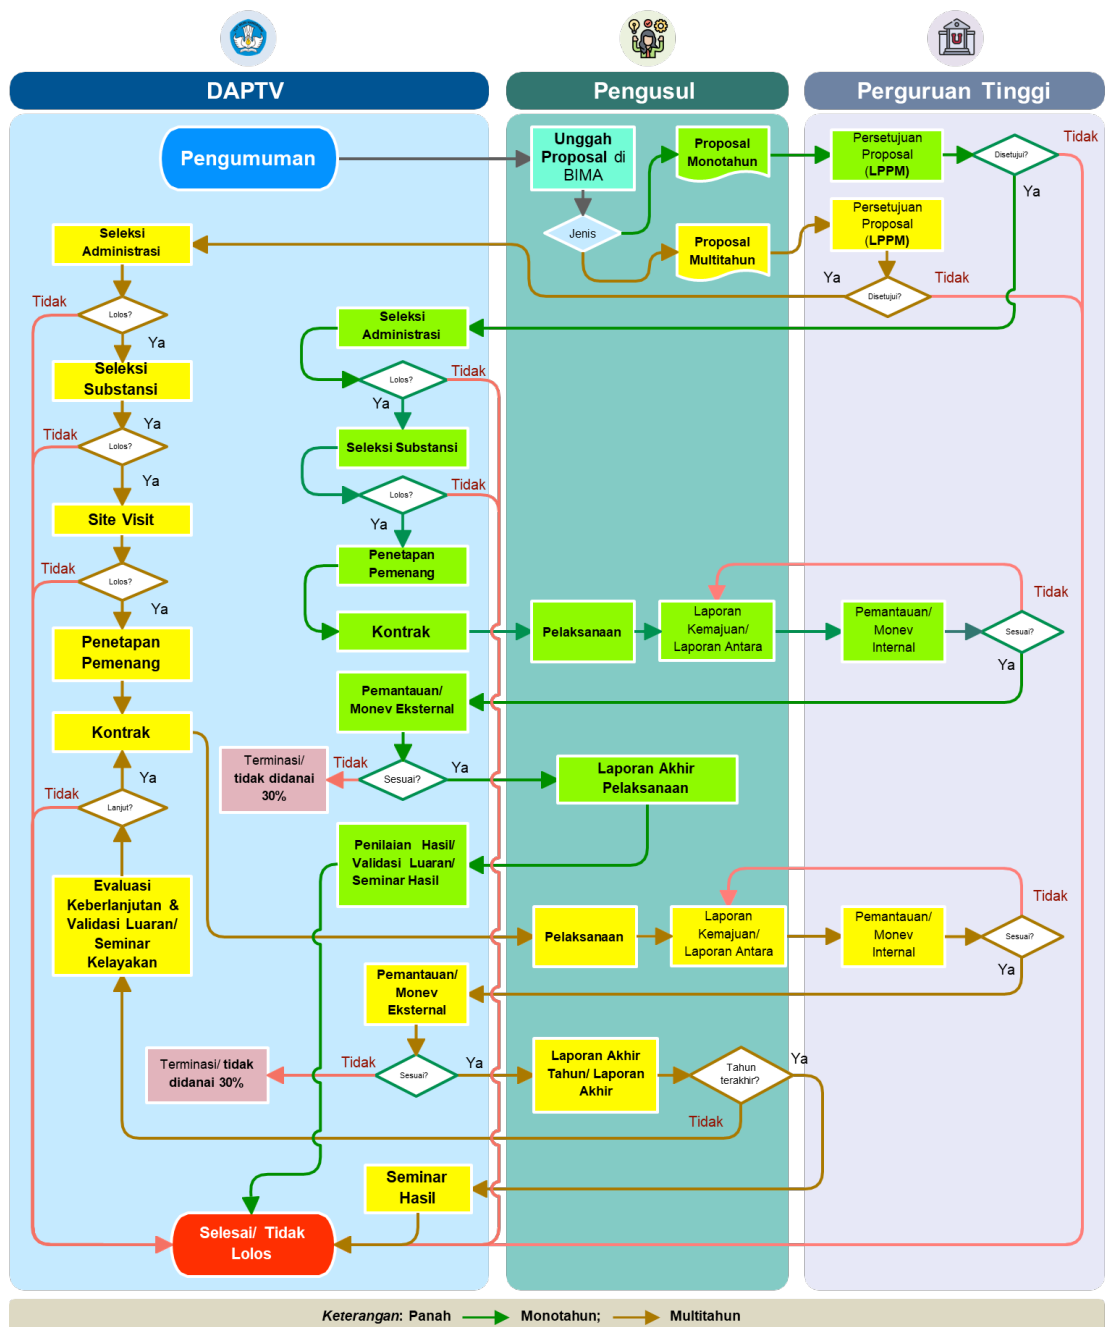 DAPTV
Pengusul
Perguruan Tinggi
Pengumuman
Unggah
Proposal di
BIMA
Proposal
Monotahun
Persetujuan
Proposal
(LPPM)
Disetujui?
Tidak
Ya
Jenis
Proposal
Multitahun
Persetujuan
Proposal
(LPPM)
Ya
Disetujui?
Tidak
Seleksi
Administrasi
Tidak
Lolos?
Ya
Seleksi
Substansi
Ya
Tidak
Lolos?
Ya
Site Visit
Tidak
Lolos?
Ya
Penetapan
Pemenang
Kontrak
Ya
Tidak
Lanjut?
Evaluasi
Keberlanjutan &
Validasi Luaran/
Seminar
Kelayakan
Seleksi
Administrasi
Tidak
Lolos?
Ya
Seleksi Substansi
Tidak
Lolos?
Ya
Penetapan
Pemenang
Kontrak
Pelaksanaan
Laporan
Kemajuan/
Laporan Antara
Pemantauan/
Monev
Internal
Tidak
Sesuai?
Ya
Pemantauan/
Monev Eksternal
Terminasi/
tidak didanai
30%
Tidak
Sesuai?
Ya
Laporan Akhir
Pelaksanaan
Penilaian Hasil/
Validasi Luaran/
Seminar Hasil
Pelaksanaan
Laporan
Kemajuan/
Laporan Antara
Pemantauan/
Monev
Internal
Tidak
Sesuai?
Ya
Pemantauan/
Monev
Eksternal
Terminasi/ tidak
didanai 30%
Tidak
Sesuai?
Ya
Laporan Akhir
Tahun/ Laporan
Akhir
Tahun
terakhir?
Ya
Tidak
Seminar
Hasil
Selesai/ Tidak
Lolos
Keterangan: Panah Monotahun; Multitahun